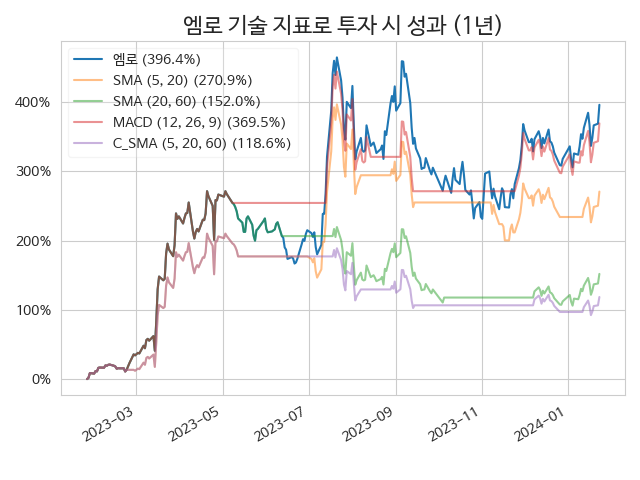 엠로 기술 지표로 투자 시 성과 (1년)
엠로 (396.4%)
SMA (5, 20) (270.9%)
SMA (20, 60) (152.0%)
MACD (12, 26, 9) (369.5%)
C_SMA (5, 20, 60) (118.6%)
400%
300%
200%
100%
0%
2023-03
2023-05
2023-07
2023-09
2023-11
2024-01